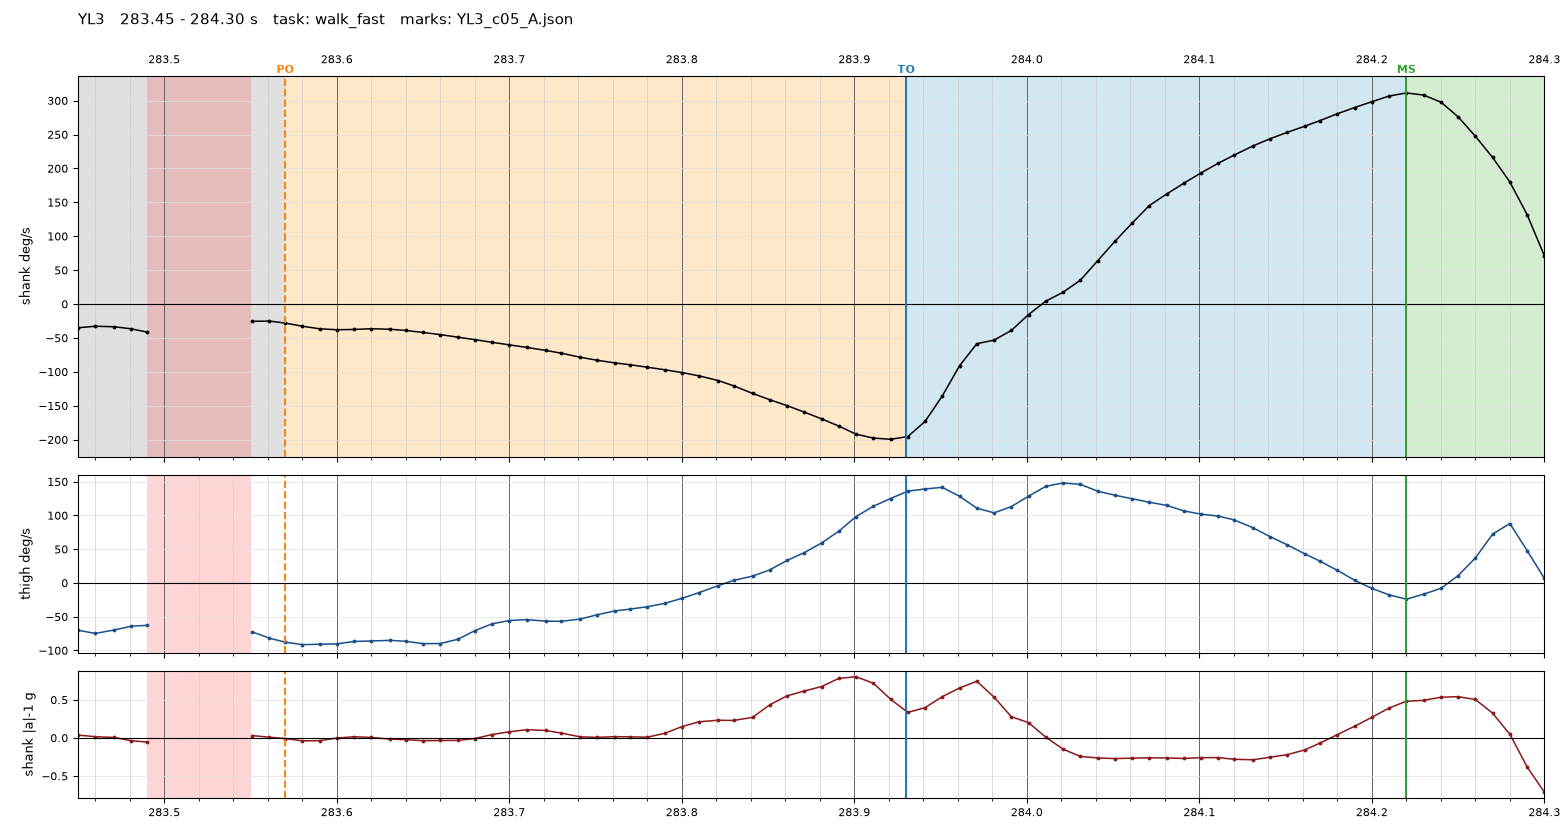 YL3   283.45 - 284.30 s   task: walk_fast   marks: YL3_c05_A.json
283.5 283.6 283.7 283.8 283.9 284.0 284.1 284.2 284.3
PO TO MS
shank deg/s
300
250
200
150
100
50
0
−50
−100
−150
−200
thigh deg/s
150
100
50
0
−50
−100
shank |a|-1 g
0.5
0.0
−0.5
283.5 283.6 283.7 283.8 283.9 284.0 284.1 284.2 284.3